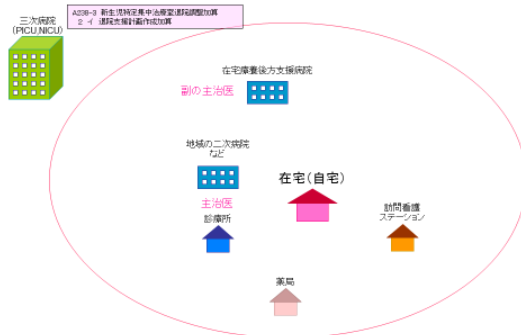 三次病院
(PICU,NICU)
A238-3 新生児特定集中治療室退院調整加算
2 イ 退院支援計画作成加算
在宅療養後方支援病院
副の主治医
地域の二次病院
など
主治医
診療所
在宅(自宅)
訪問看護
ステーション
薬局